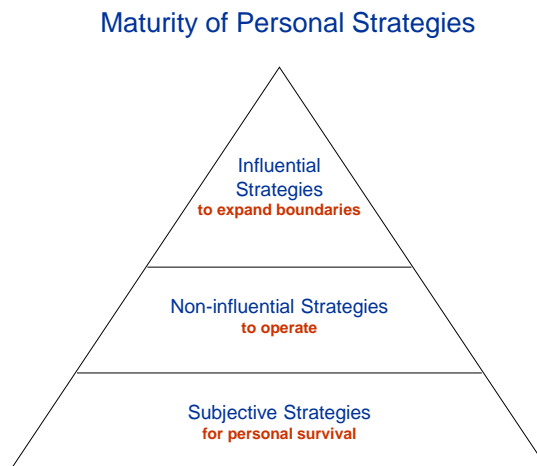 Maturity of Personal Strategies
Influential
Strategies
to expand boundaries
Non-influential Strategies
to operate
Subjective Strategies
for personal survival